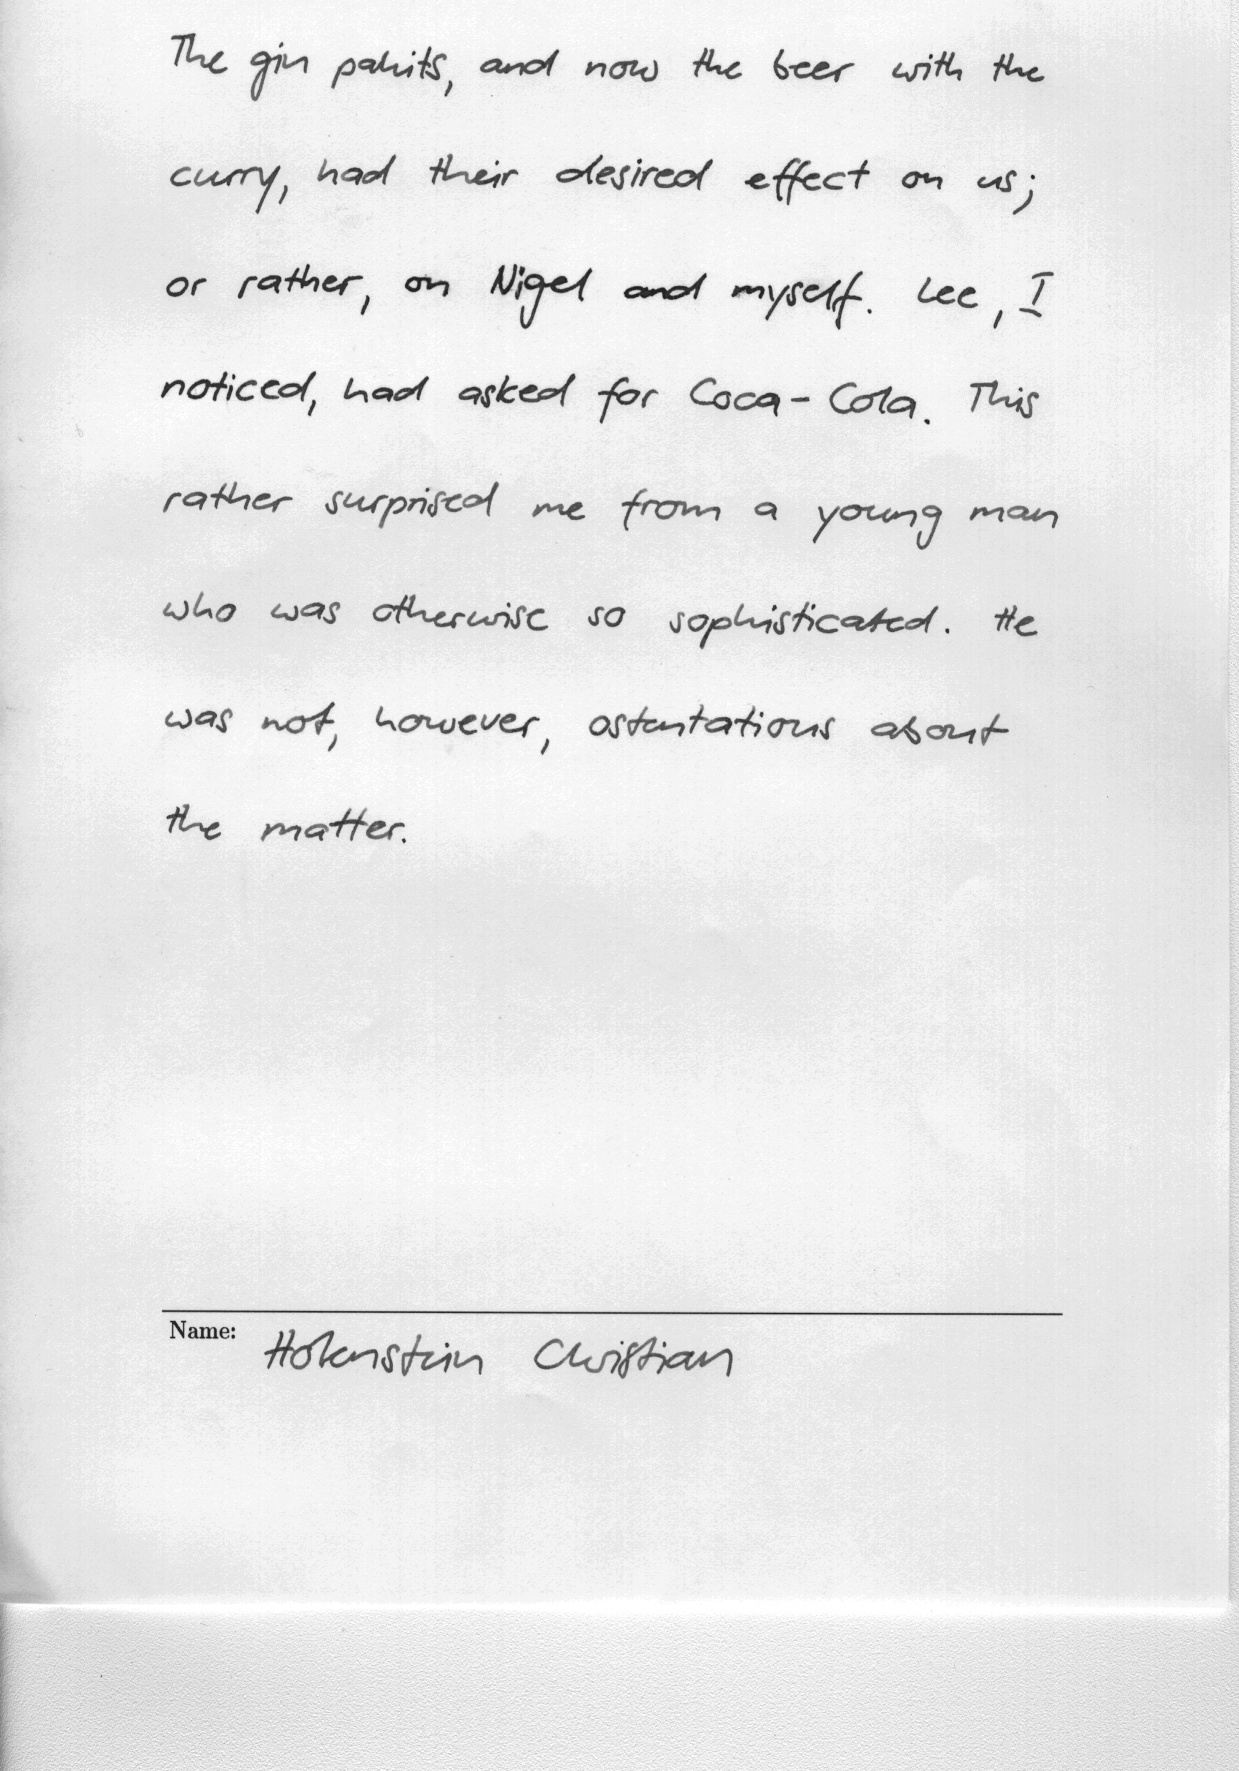 The gin pahits, and now the beer with the
curry, had their desired effect on us;
or rather, on Nigel and myself. Lee, I
noticed, had asked for Coca-Cola. This
rather surprised me from a young man
who was otherwise so sophisticated. He
was not, however, ostentatious about
the matter.
Name: Holenstein Christian